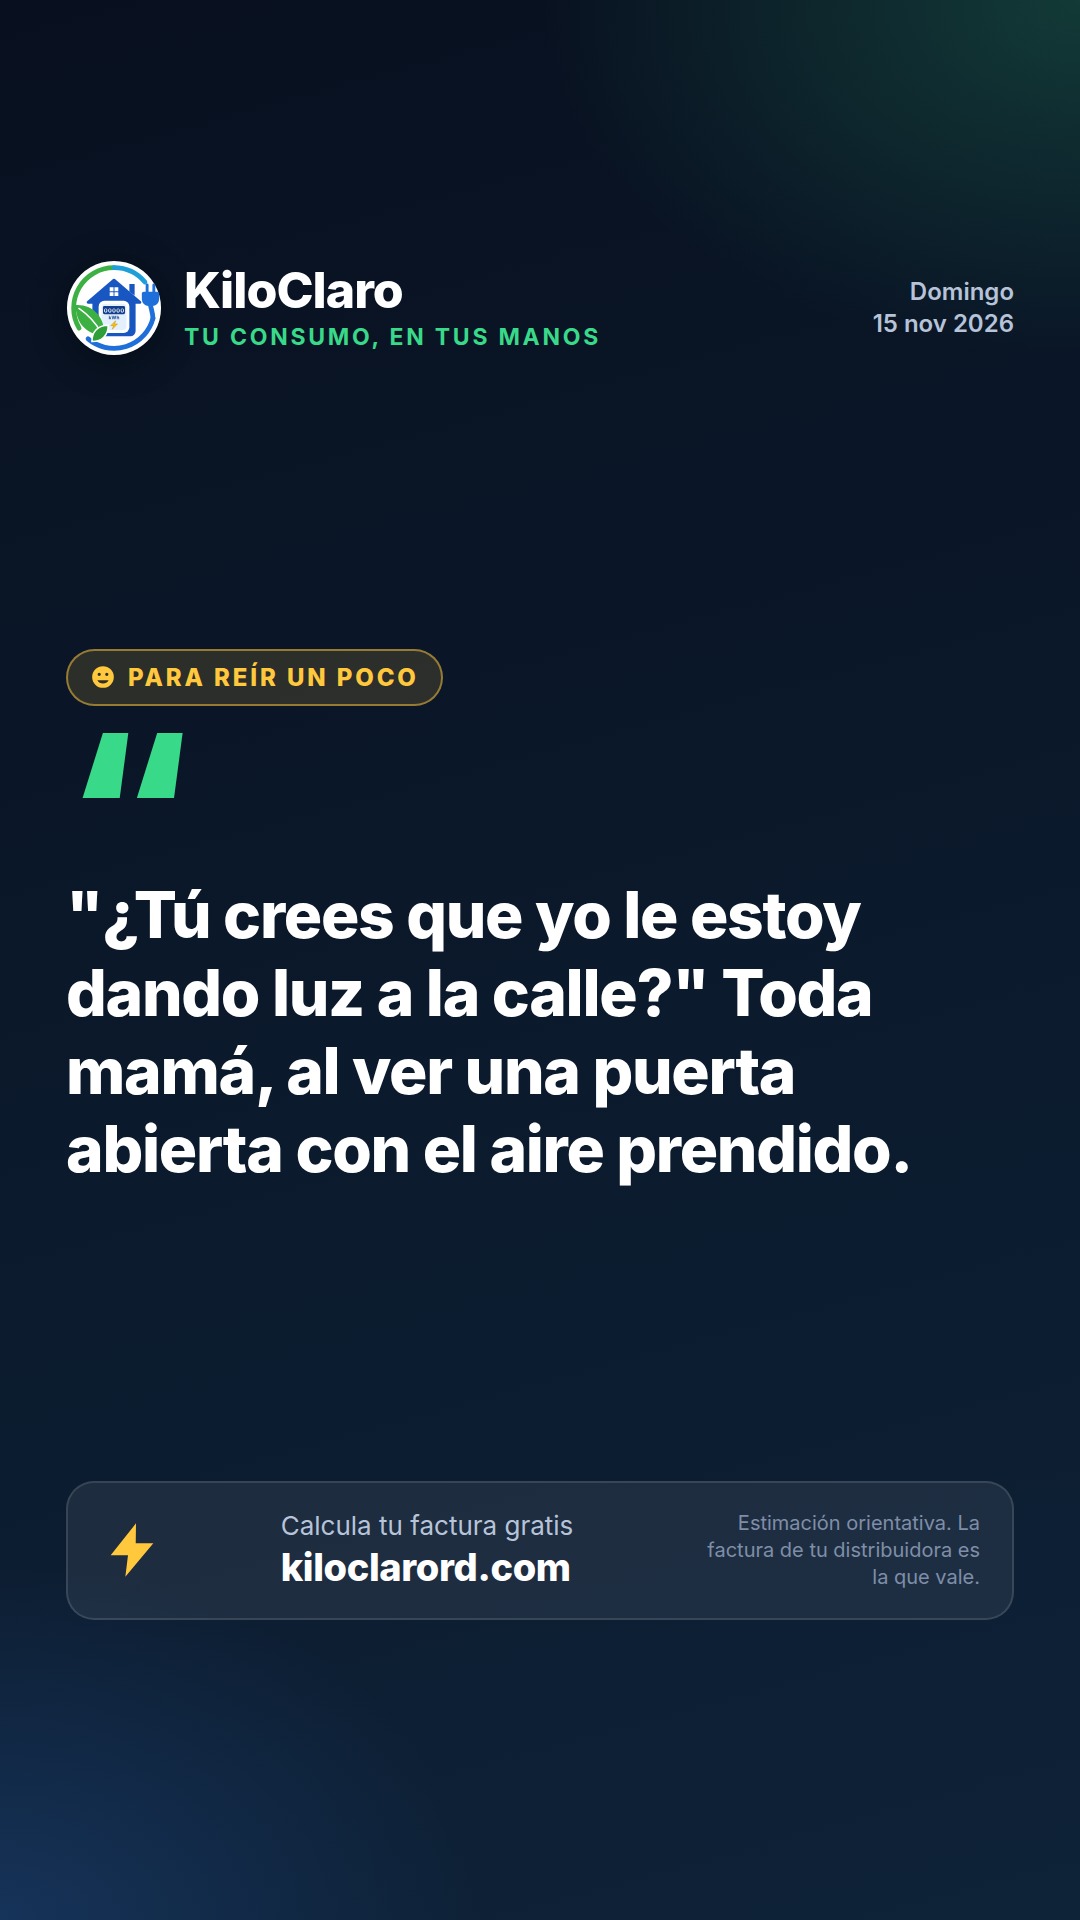 KiloClaro
TU CONSUMO, EN TUS MANOS
Domingo
15 nov 2026
PARA REÍR UN POCO
"¿Tú crees que yo le estoy
dando luz a la calle?" Toda
mamá, al ver una puerta
abierta con el aire prendido.
Calcula tu factura gratis
kiloclarord.com
Estimación orientativa. La
factura de tu distribuidora es
la que vale.